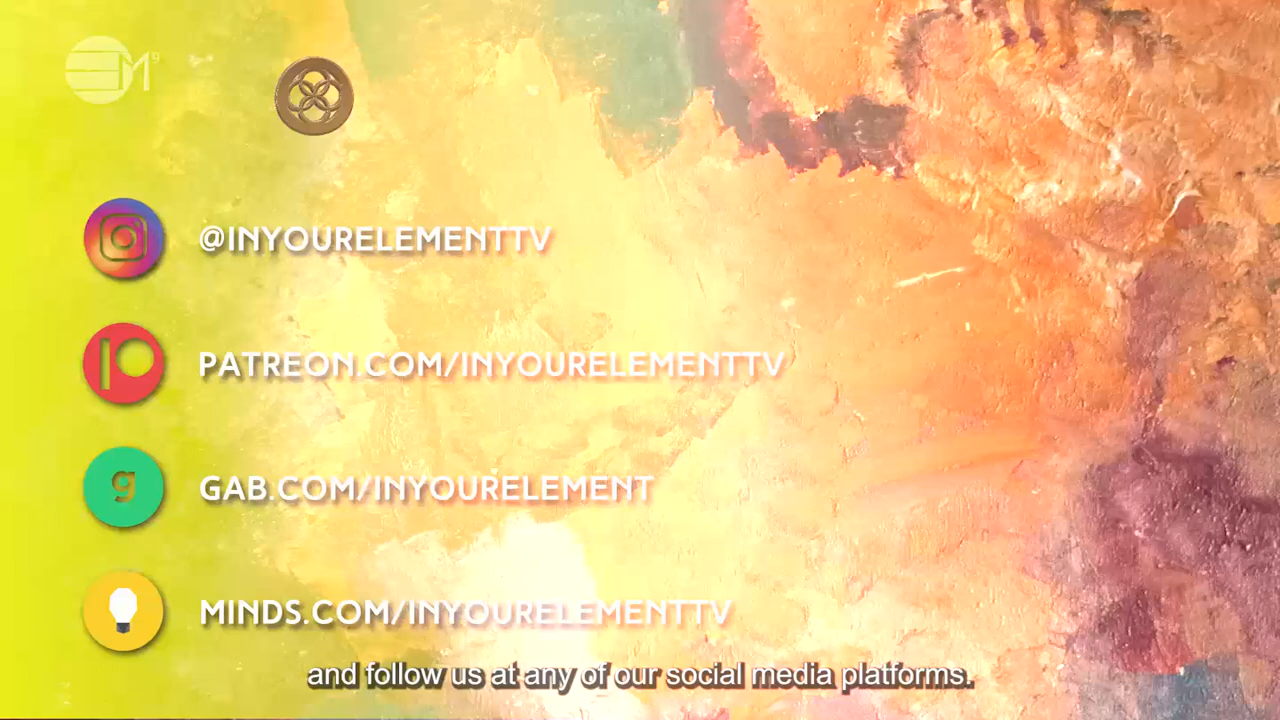 EM9
@INYOURELEMENTTV
PATREON.COM/INYOURELEMENTTV
g
GAB.COM/INYOURELEMENT
MINDS.COM/INYOURELEMENTTV
and follow us at any of our social media platforms.